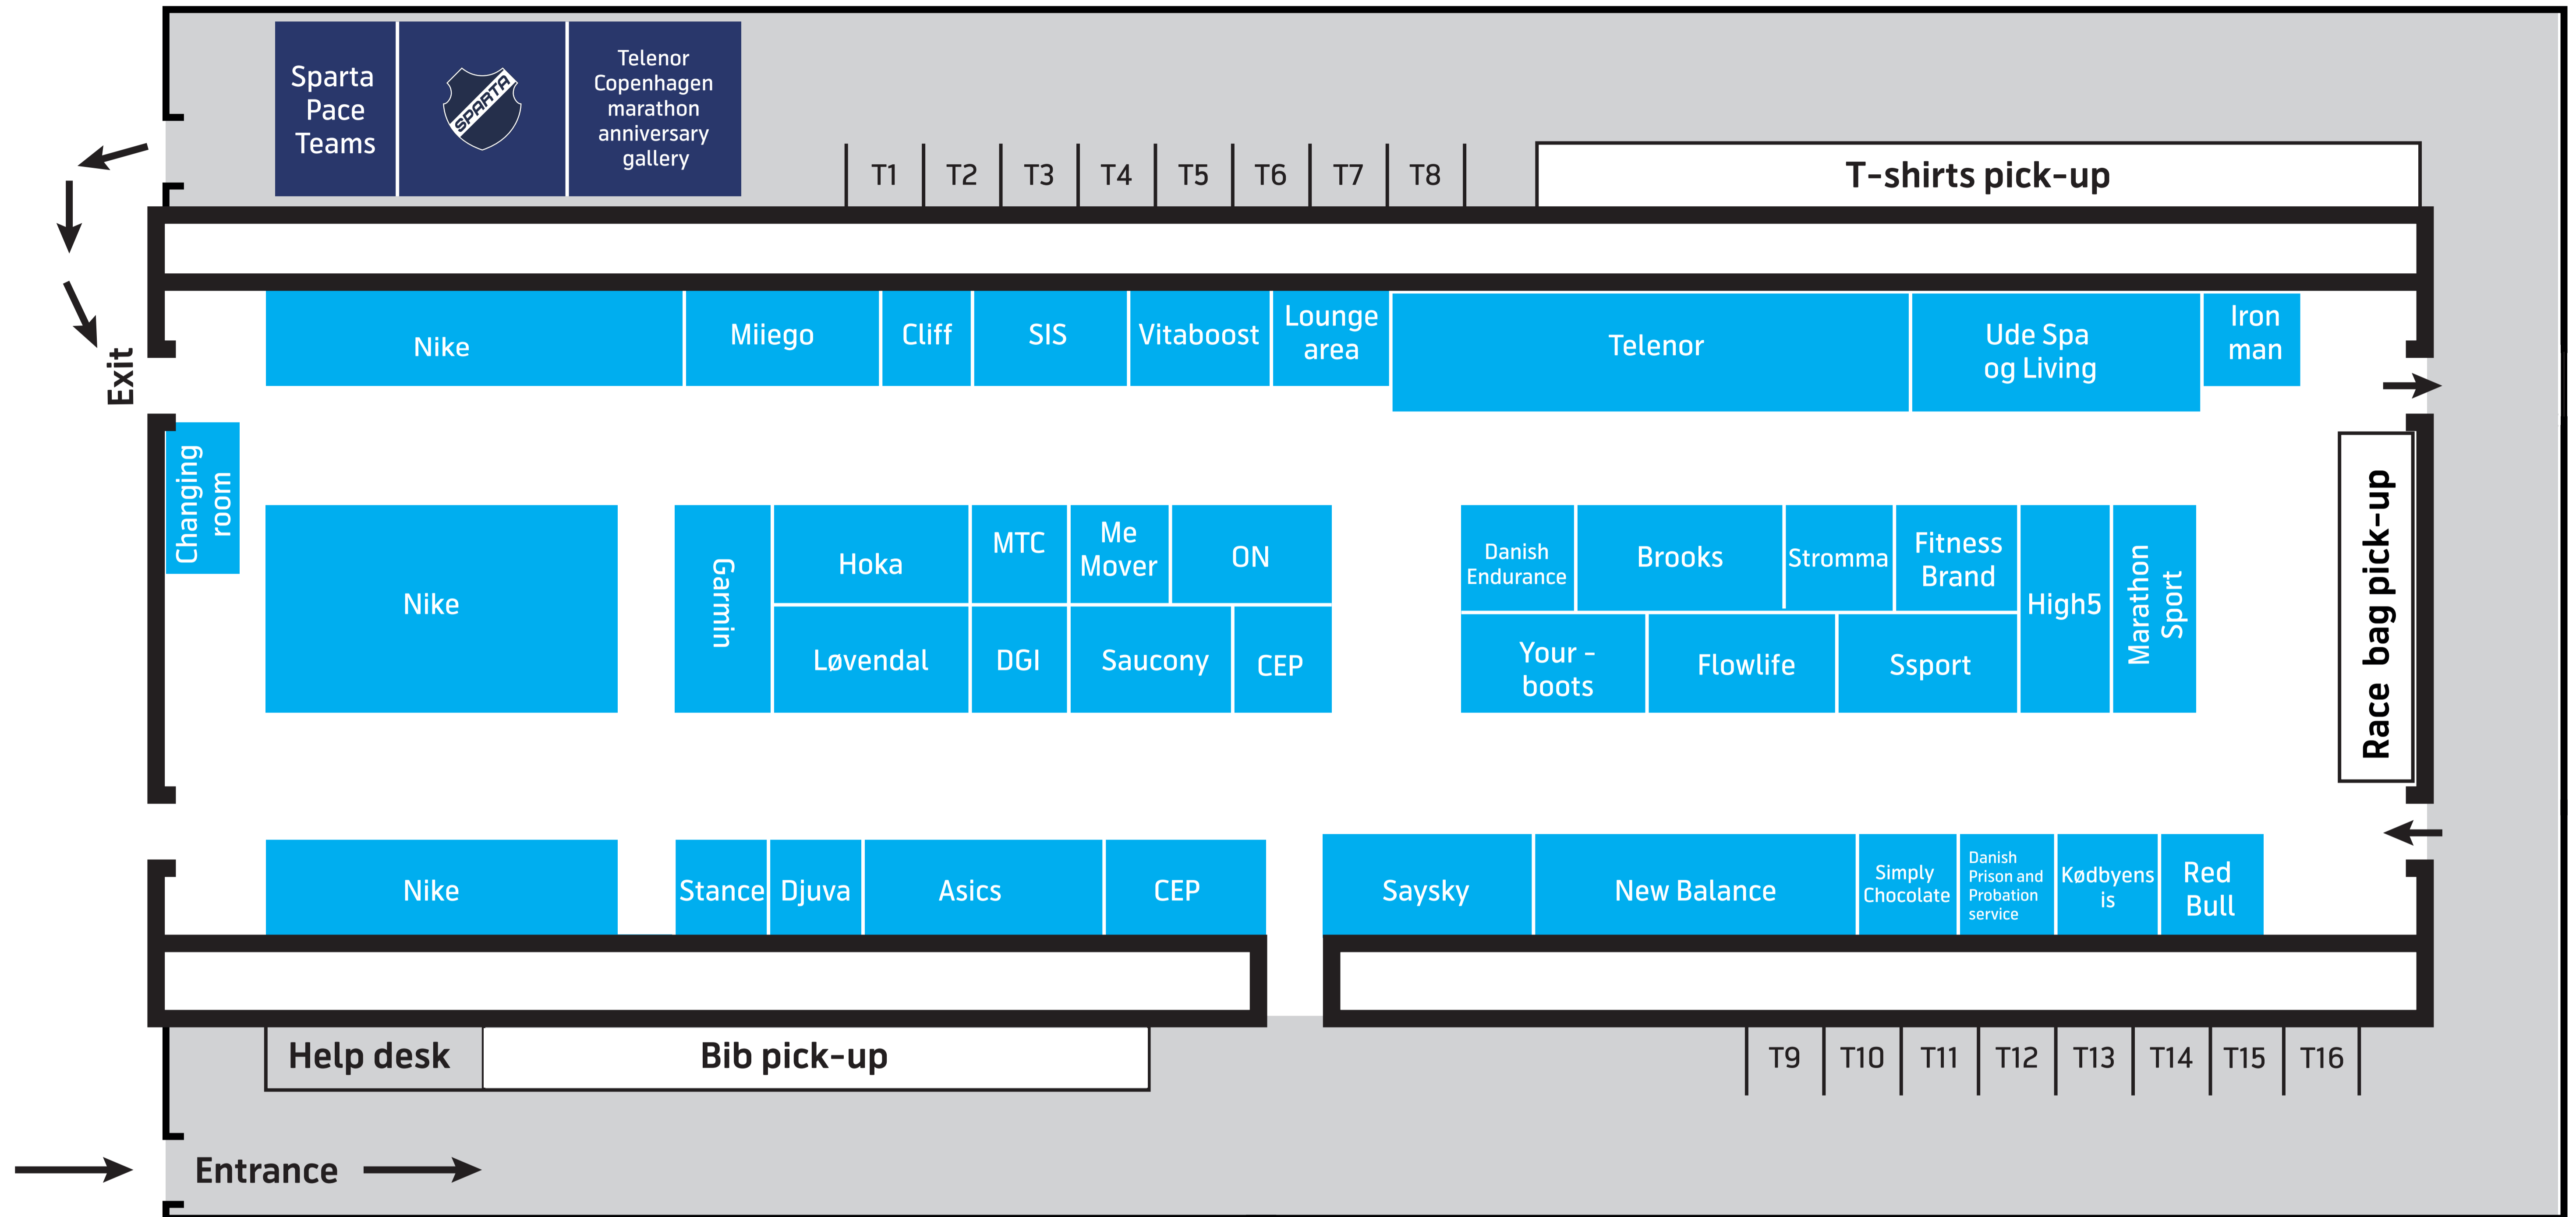 Sparta
Pace
Teams
SPARTA
Telenor
Copenhagen
marathon
anniversary
gallery
T1
T2
T3
T4
T5
T6
T7
T8
T-shirts pick-up
Exit
Nike
Miiego
Cliff
SIS
Vitaboost
Lounge
area
Telenor
Ude Spa
og Living
Iron
man
Changing
room
Nike
Garmin
Hoka
MTC
Me
Mover
ON
Løvendal
DGI
Saucony
CEP
Danish
Endurance
Brooks
Stromma
Fitness
Brand
High5
Marathon
Sport
Your -
boots
Flowlife
Ssport
Race bag pick-up
Nike
Stance
Djuva
Asics
CEP
Saysky
New Balance
Simply
Chocolate
Danish
Prison and
Probation
service
Kødbyens
is
Red
Bull
Help desk
Bib pick-up
T9
T10
T11
T12
T13
T14
T15
T16
Entrance